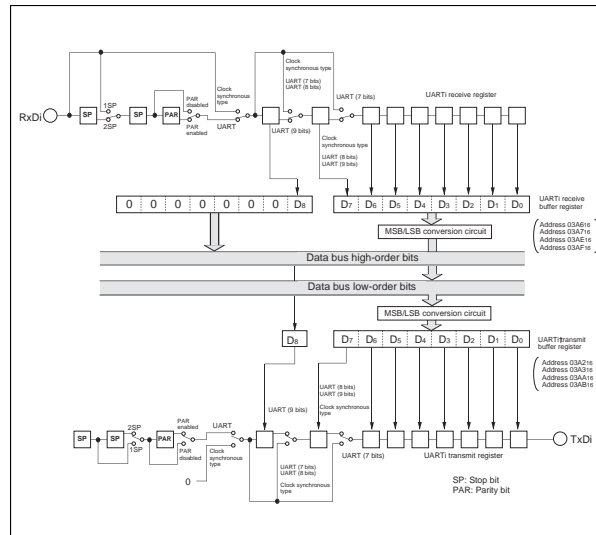 Clock
synchronous type
UART (7 bits)
UART (8 bits)
UART (7 bits)
UARTi receive register
PAR
disabled
Clock
synchronous
type
1SP
RxDi
SP
SP
PAR
2SP
PAR
enabled
UART
UART (9 bits)
Clock
synchronous type
UART (8 bits)
UART (9 bits)
0 0 0 0 0 0 0 D8
D7 D6 D5 D4 D3 D2 D1 D0
UARTi receive
buffer register
MSB/LSB conversion circuit
Address 03A616
Address 03A716
Address 03AE16
Address 03AF16
Data bus high-order bits
Data bus low-order bits
MSB/LSB conversion circuit
D8
D7 D6 D5 D4 D3 D2 D1 D0
UARTi transmit
buffer register
Address 03A216
Address 03A316
Address 03AA16
Address 03AB16
UART (8 bits)
UART (9 bits)
Clock synchronous
type
UART (9 bits)
2SP
PAR
enabled
UART
SP
SP
PAR
TxDi
1SP
PAR
disabled
Clock
synchronous
type
0
UART (7 bits)
UART (8 bits)
Clock synchronous
type
UART (7 bits)
UARTi transmit register
SP: Stop bit
PAR: Parity bit